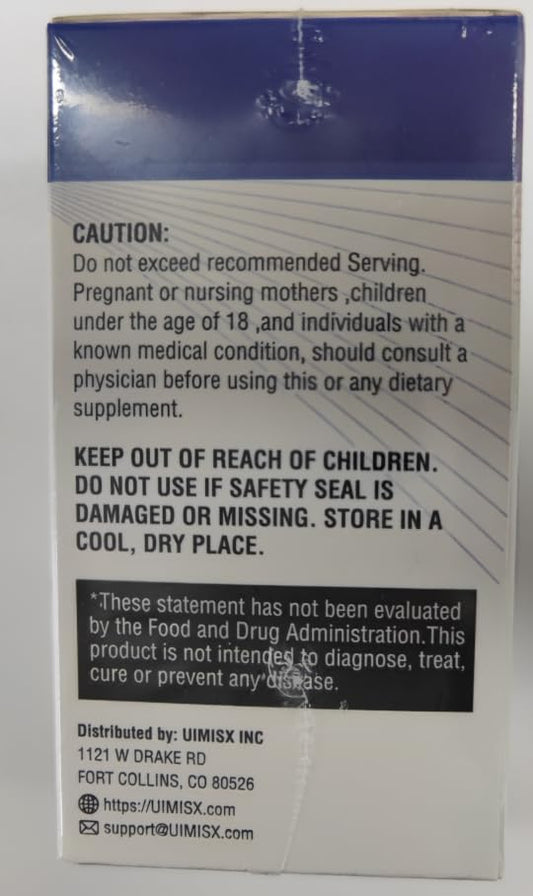 CAUTION:
Do not exceed recommended Serving.
Pregnant or nursing mothers ,children
under the age of 18 ,and individuals with a
known medical condition, should consult a
physician before using this or any dietary
supplement.
KEEP OUT OF REACH OF CHILDREN.
DO NOT USE IF SAFETY SEAL IS
DAMAGED OR MISSING. STORE IN A
COOL, DRY PLACE.
*These statement has not been evaluated
by the Food and Drug Administration.This
product is not intended to diagnose, treat,
cure or prevent any disease.
Distributed by: UIMISX INC
1121 W DRAKE RD
FORT COLLINS, CO 80526
https://UIMISX.com
support@UIMISX.com